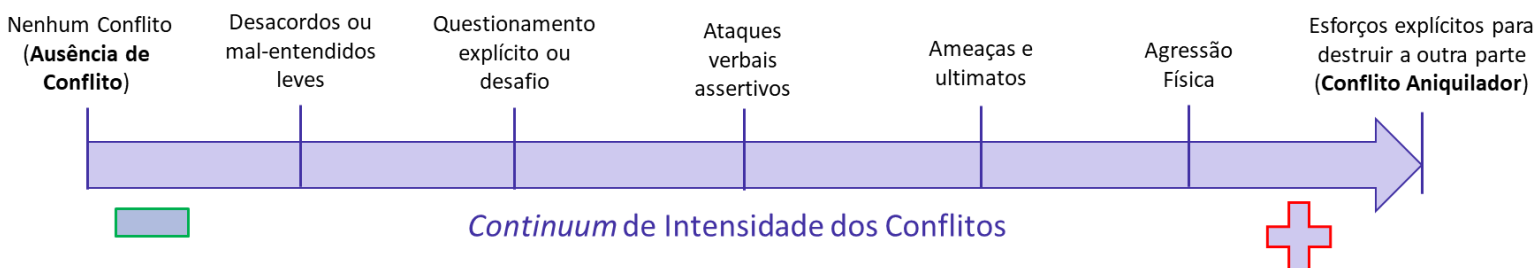 Nenhum Conflito
(Ausência de
Conflito)
Desacordos ou
mal-entendidos
leves
Questionamento
explícito ou
desafio
Ataques
verbais
assertivos
Ameaças e
ultimatos
Agressão
Física
Esforços explícitos para
destruir a outra parte
(Conflito Aniquilador)
Continuum de Intensidade dos Conflitos